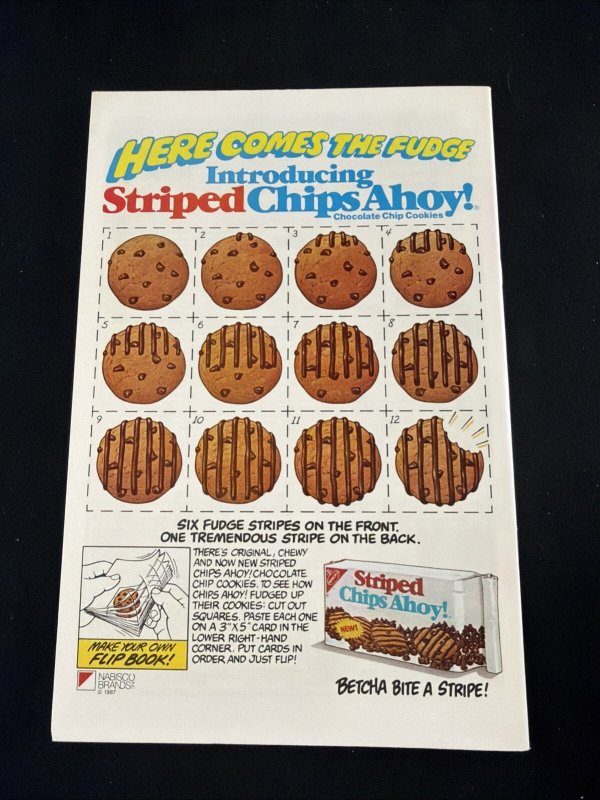 HERE COMES THE FUDGE
Introducing
Striped Chips Ahoy!®
Chocolate Chip Cookies
1 2 3 4
5 6 7 8
9 10 11 12
SIX FUDGE STRIPES ON THE FRONT.
ONE TREMENDOUS STRIPE ON THE BACK.
THERE'S ORIGINAL, CHEWY
AND NOW NEW STRIPED
CHIPS AHOY! CHOCOLATE
CHIP COOKIES. TO SEE HOW
CHIPS AHOY! FUDGED UP
THEIR COOKIES: CUT OUT
SQUARES. PASTE EACH ONE
ON A 3"X5" CARD IN THE
LOWER RIGHT-HAND
CORNER. PUT CARDS IN
ORDER AND JUST FLIP!
MAKE YOUR OWN
FLIP BOOK!
NABISCO
BRANDS
© 1987
Striped
Chips Ahoy!
NEW!
BETCHA BITE A STRIPE!